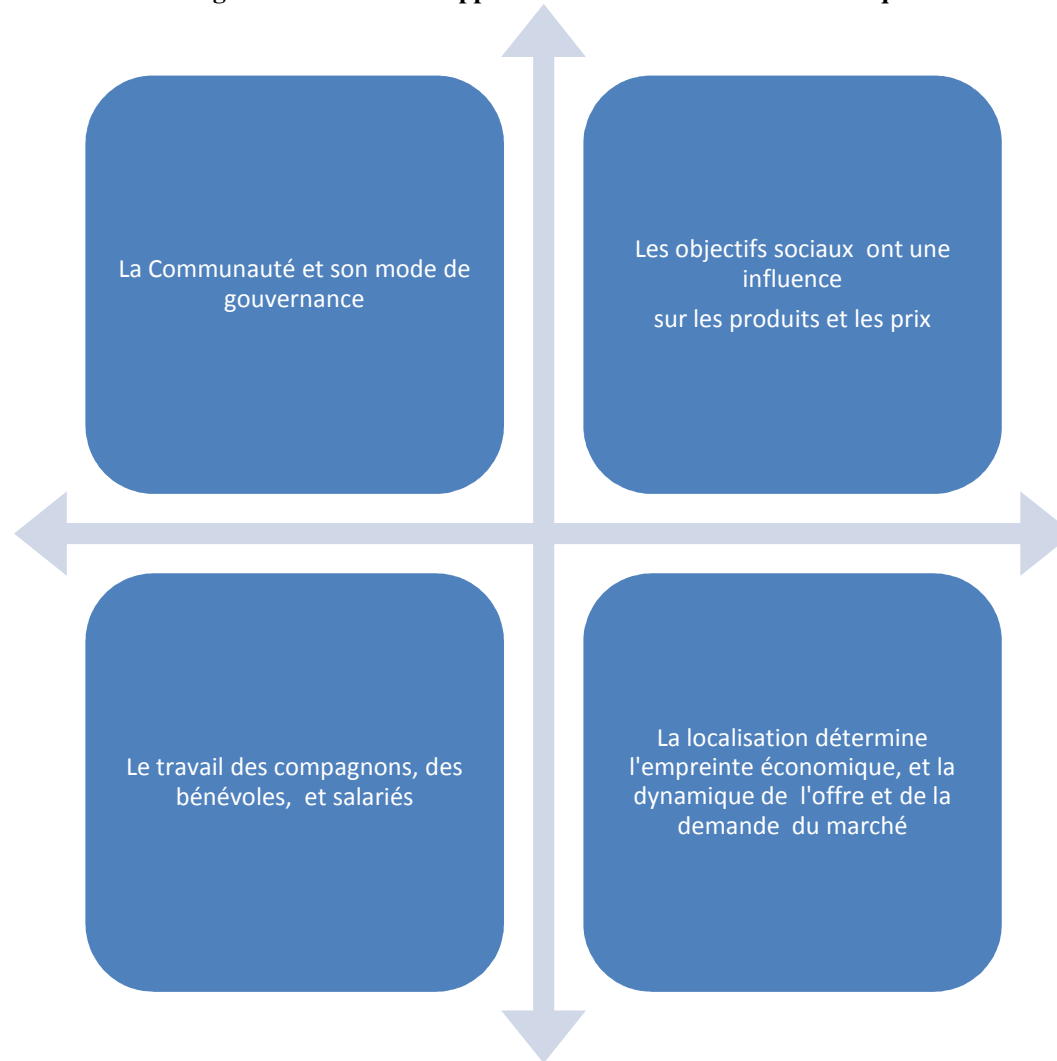 La Communauté et son mode de
gouvernance
Les objectifs sociaux  ont une
influence
sur les produits et les prix
Le travail des compagnons, des
bénévoles,  et salariés
La localisation détermine
l'empreinte économique, et la
dynamique de  l'offre et de la
demande  du marché